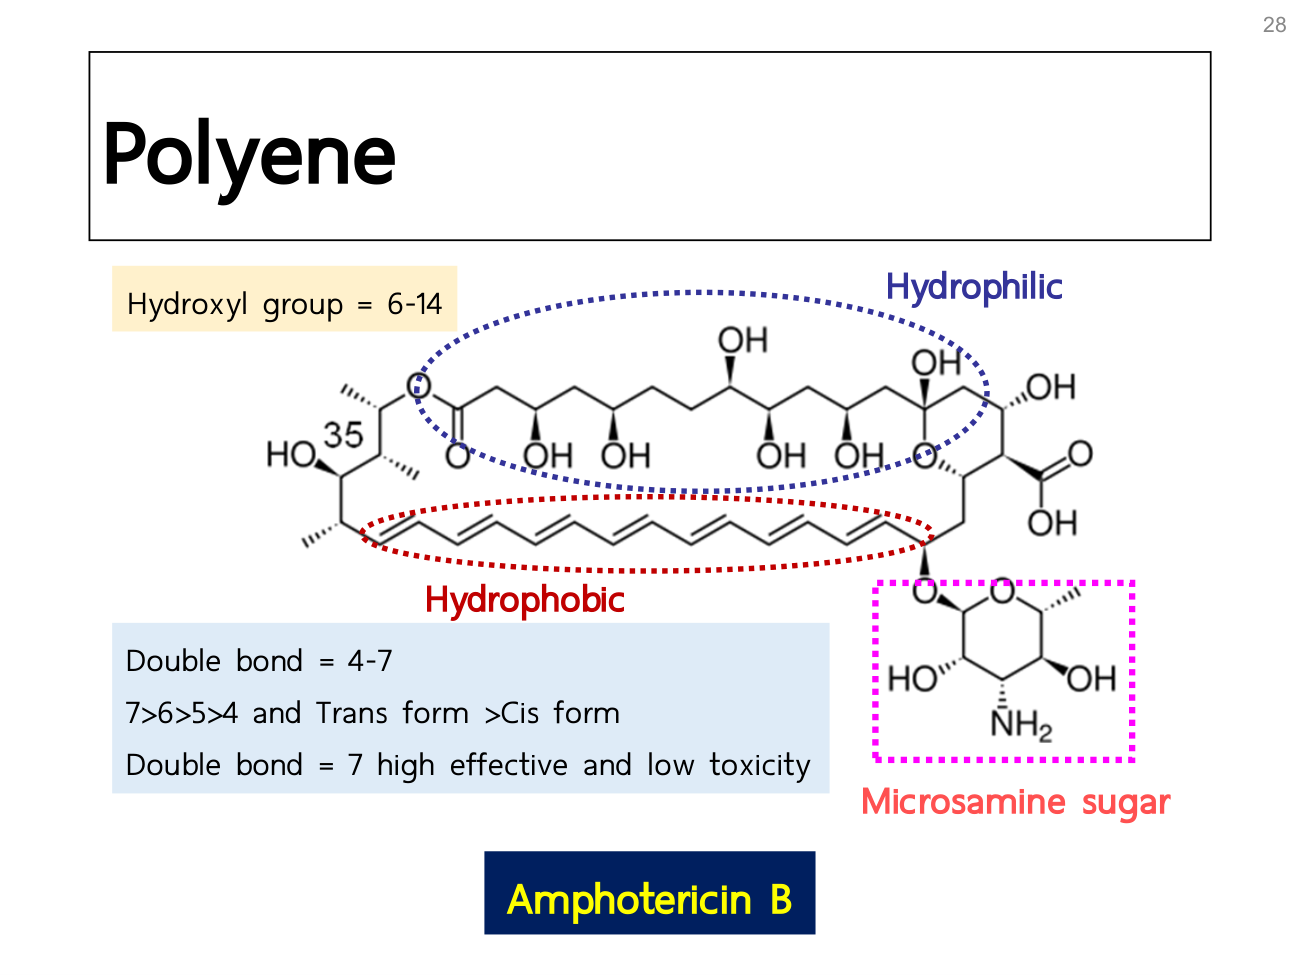 28
Polyene
Hydroxyl group = 6-14
Hydrophilic
OH
OH
OH
O
35
HO
O
OH
OH
OH
OH
O
O
OH
Hydrophobic
O
O
HO
OH
NH2
Double bond = 4-7
7>6>5>4 and Trans form >Cis form
Double bond = 7 high effective and low toxicity
Microsamine sugar
Amphotericin B